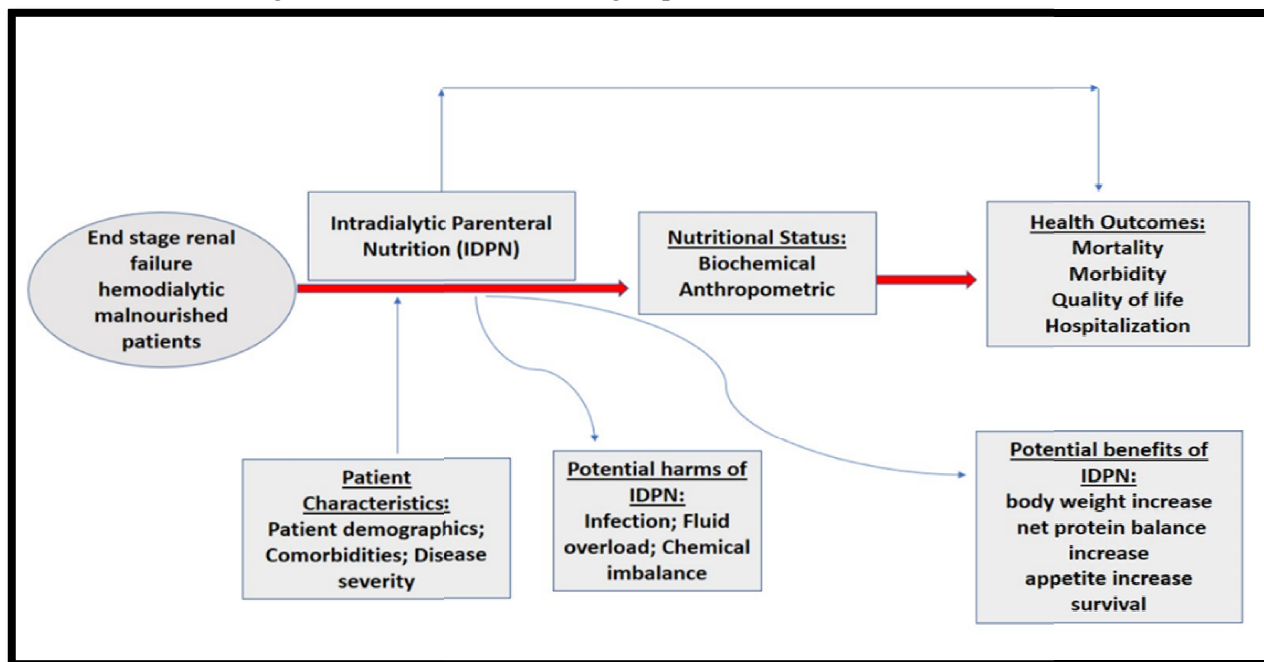 End stage renal
failure
hemodialytic
malnourished
patients
Intradialytic Parenteral
Nutrition (IDPN)
Nutritional Status:
Biochemical
Anthropometric
Health Outcomes:
Mortality
Morbidity
Quality of life
Hospitalization
Patient
Characteristics:
Patient demographics;
Comorbidities; Disease
severity
Potential harms of
IDPN:
Infection; Fluid
overload; Chemical
imbalance
Potential benefits of
IDPN:
body weight increase
net protein balance
increase
appetite increase
survival